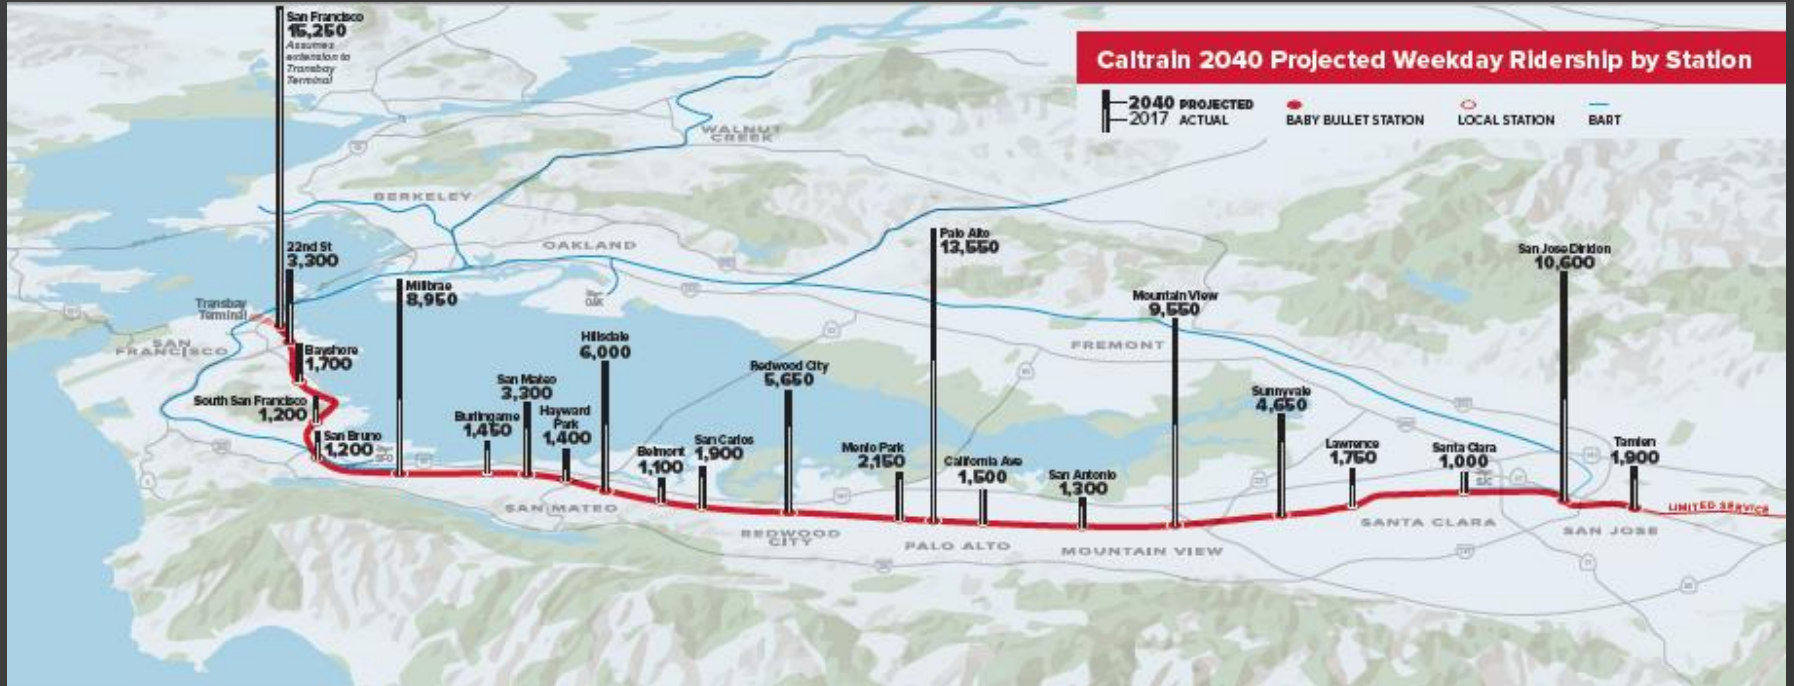 Caltrain 2040 Projected Weekday Ridership by Station
2040 PROJECTED
2017 ACTUAL
BABY BULLET STATION
LOCAL STATION
BART
San Francisco
15,250
Assumes
extension to
Transbay
Terminal
WALNUT
CREEK
BERKELEY
OAKLAND
22nd St
3,300
Transbay
Terminal
SAN
FRANCISCO
Bayshore
1,700
South San Francisco
1,200
San Bruno
1,200
Millbrae
8,950
OAK
Burlingame
1,450
San Mateo
3,300
Hayward
Park
1,400
Hillsdale
6,000
Belmont
1,100
San Carlos
1,900
Redwood City
5,650
Menlo Park
2,150
Palo Alto
13,550
California Ave
1,500
San Antonio
1,300
Mountain View
9,550
FREMONT
Sunnyvale
4,650
Lawrence
1,750
Santa Clara
1,000
San Jose Diridon
10,600
Tamien
1,900
LIMITED SERVICE
SAN MATEO
REDWOOD
CITY
PALO ALTO
MOUNTAIN VIEW
SANTA CLARA
SAN JOSE